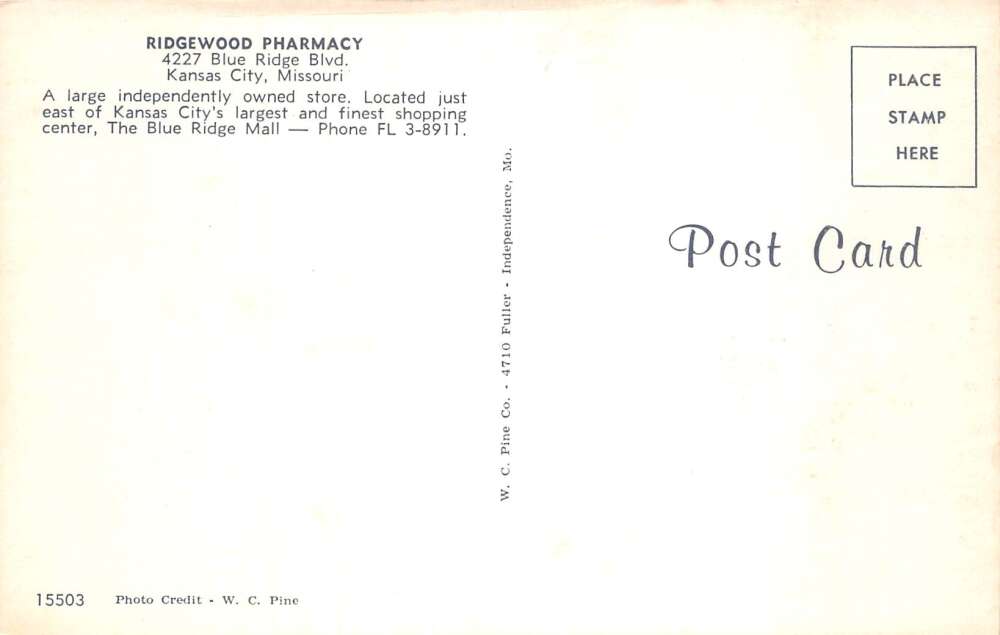 RIDGEWOOD PHARMACY
4227 Blue Ridge Blvd.
Kansas City, Missouri
A large independently owned store. Located just
east of Kansas City's largest and finest shopping
center, The Blue Ridge Mall — Phone FL 3-8911.
PLACE
STAMP
HERE
Post Card
W. C. Pine Co. - 4710 Fuller - Independence, Mo.
15503 Photo Credit - W. C. Pine